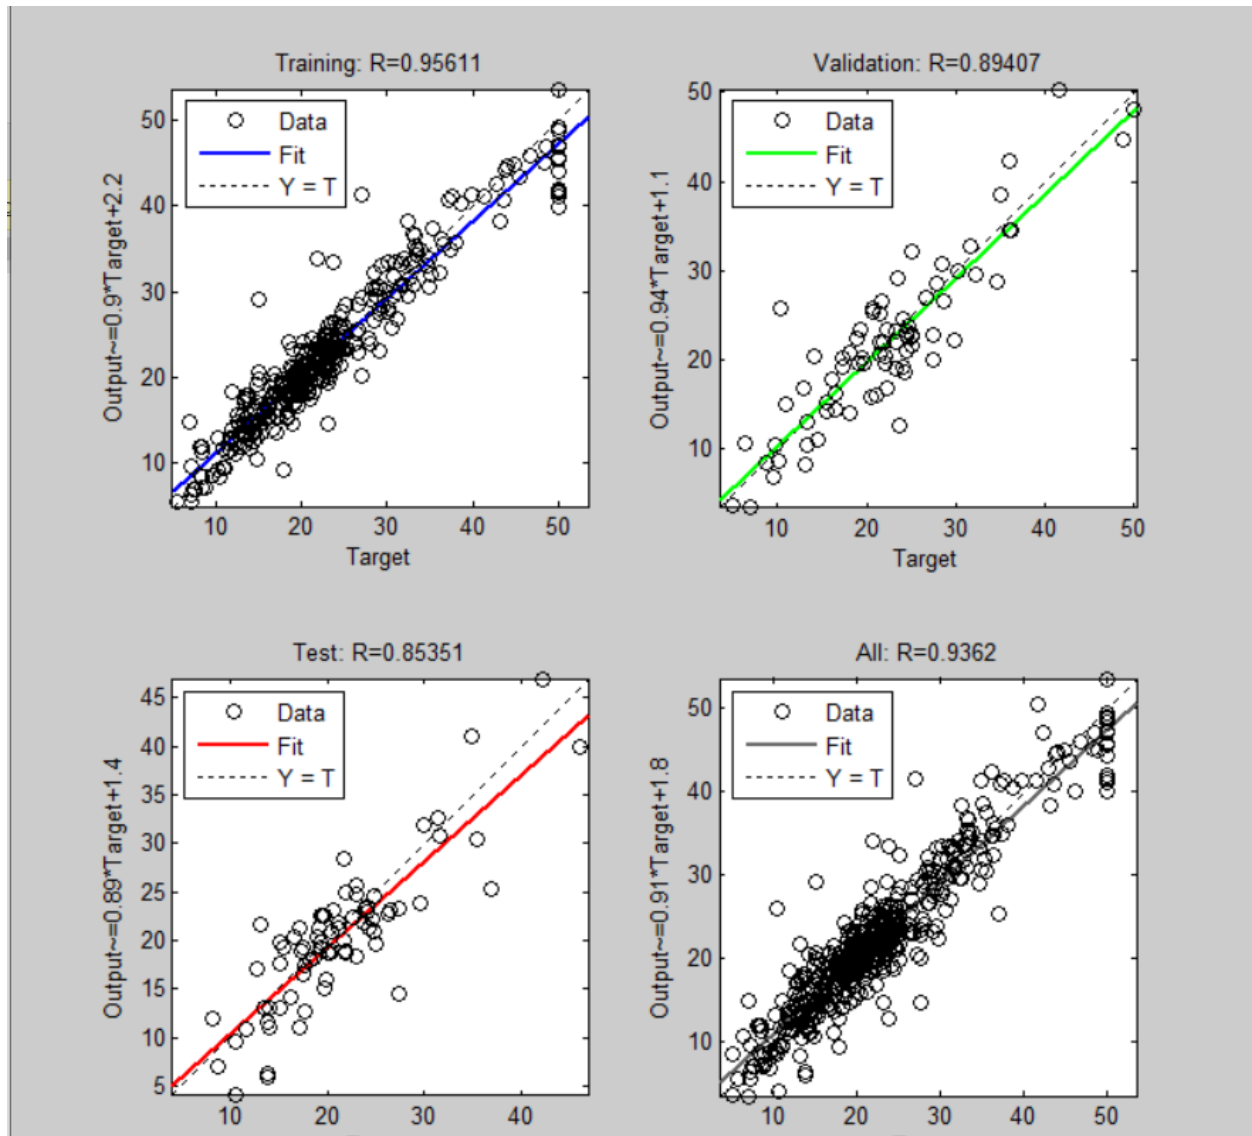 Training: R=0.95611
Data
Fit
Y = T
Output~=0.9*Target+2.2
50
40
30
20
10
10 20 30 40 50
Target
Validation: R=0.89407
Data
Fit
Y = T
Output~=0.94*Target+1.1
50
40
30
20
10
10 20 30 40 50
Target
Test: R=0.85351
Data
Fit
Y = T
Output~=0.89*Target+1.4
45
40
35
30
25
20
15
10
5
10 20 30 40
All: R=0.9362
Data
Fit
Y = T
Output~=0.91*Target+1.8
50
40
30
20
10
10 20 30 40 50